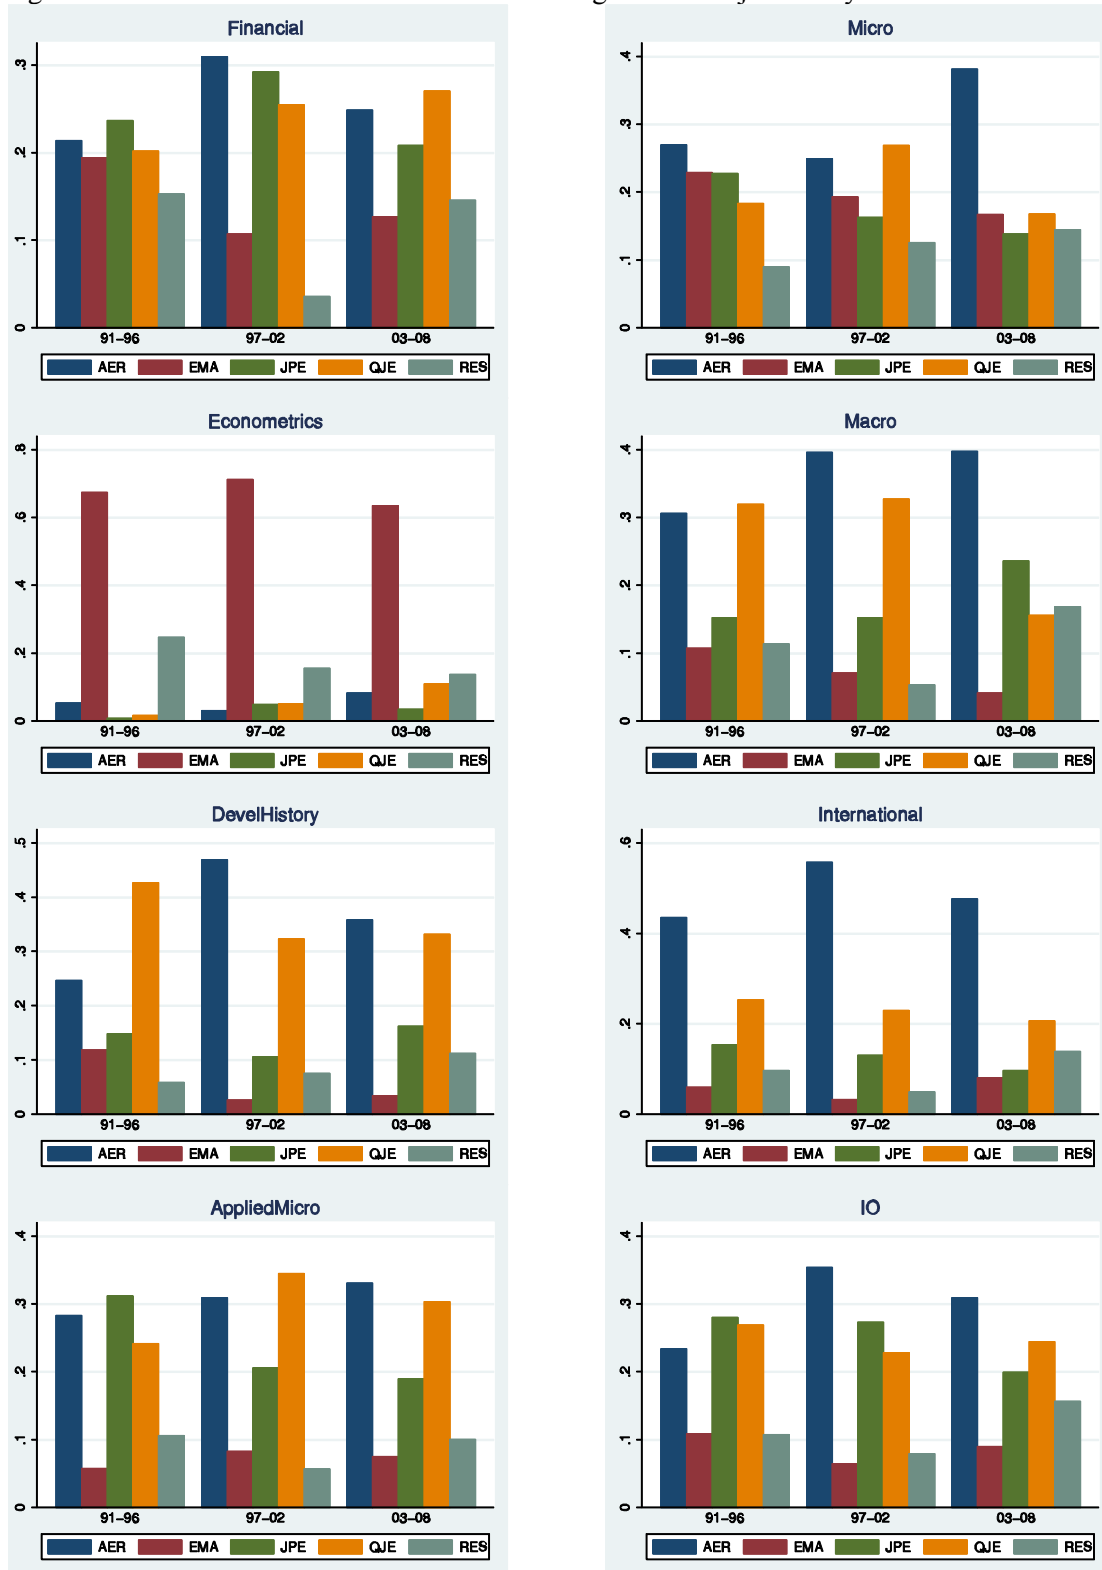 Financial
.3
.2
.1
0
91-96 97-02 03-08
AER EMA JPE QJE RES
Micro
.4
.3
.2
.1
0
91-96 97-02 03-08
AER EMA JPE QJE RES
Econometrics
.8
.6
.4
.2
0
91-96 97-02 03-08
AER EMA JPE QJE RES
Macro
.4
.3
.2
.1
0
91-96 97-02 03-08
AER EMA JPE QJE RES
DevelHistory
.5
.4
.3
.2
.1
0
91-96 97-02 03-08
AER EMA JPE QJE RES
International
.6
.4
.2
0
91-96 97-02 03-08
AER EMA JPE QJE RES
AppliedMicro
.4
.3
.2
.1
0
91-96 97-02 03-08
AER EMA JPE QJE RES
IO
.4
.3
.2
.1
0
91-96 97-02 03-08
AER EMA JPE QJE RES